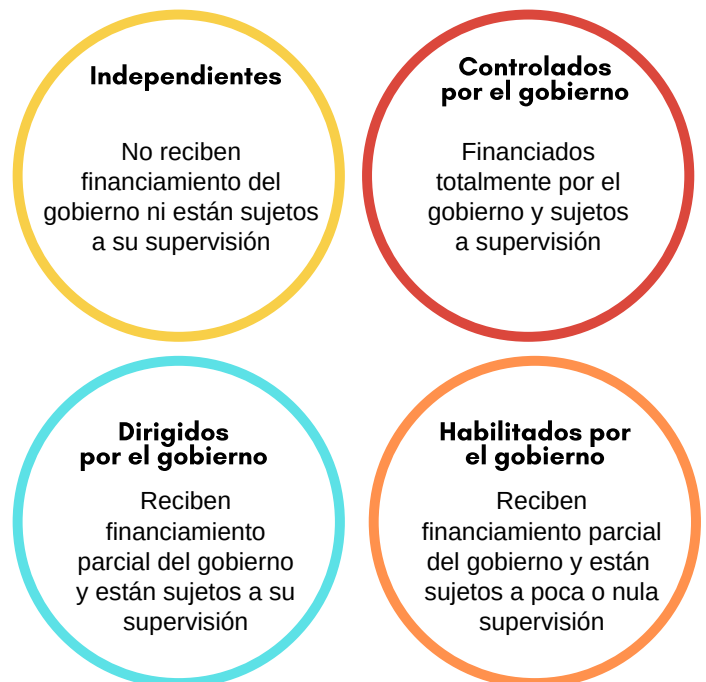 Independientes
No reciben
financiamiento del
gobierno ni están sujetos
a su supervisión
Controlados
por el gobierno
Financiados
totalmente por el
gobierno y sujetos
a supervisión
Dirigidos
por el gobierno
Reciben
financiamiento
parcial del gobierno
y están sujetos a su
supervisión
Habilitados por
el gobierno
Reciben
financiamiento parcial
del gobierno y están
sujetos a poca o nula
supervisión